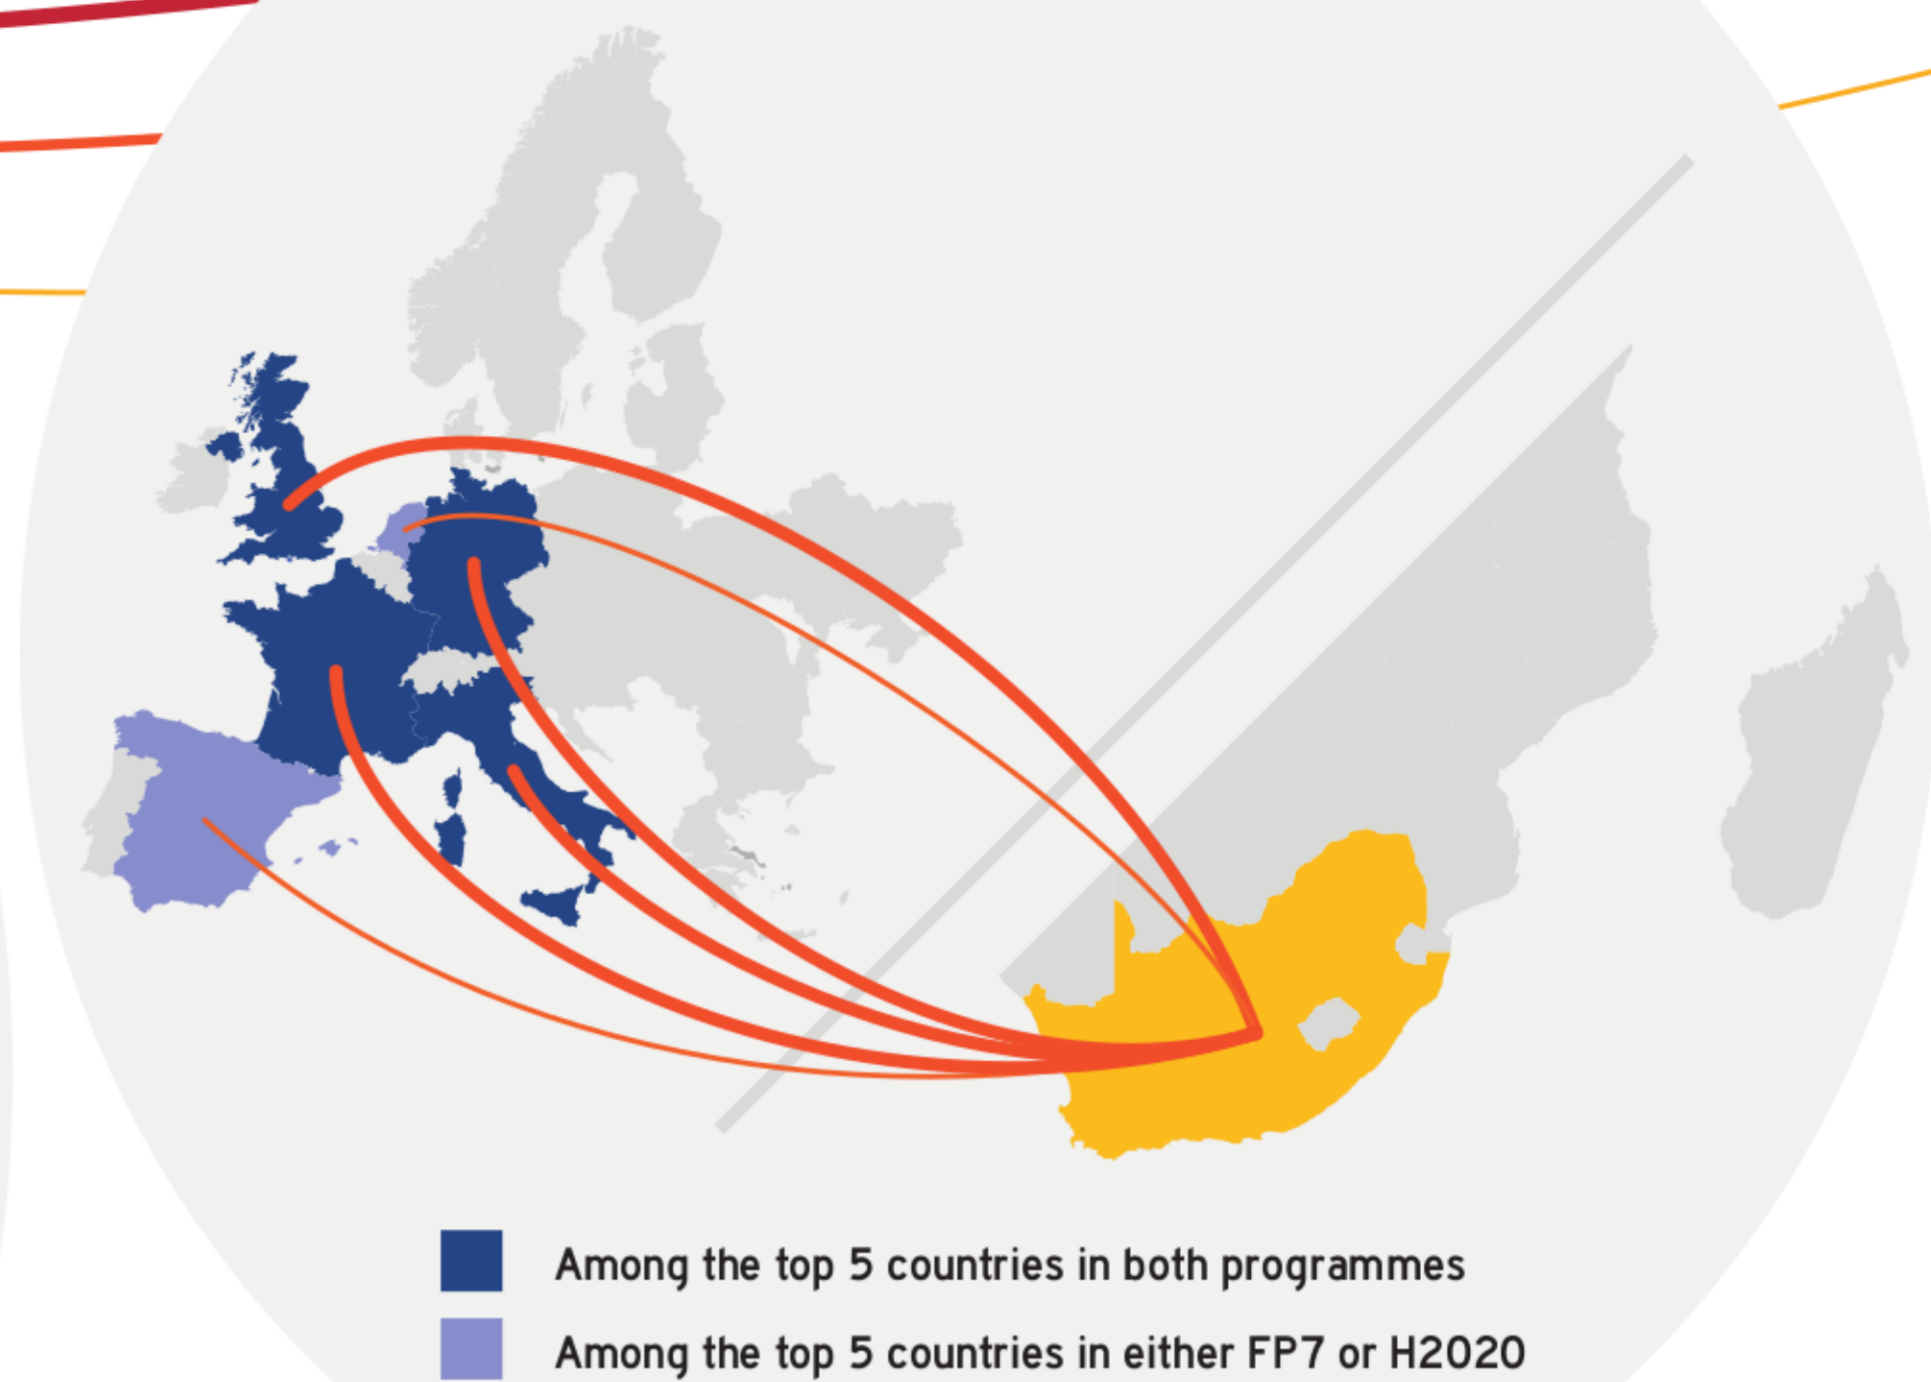 Among the top 5 countries in both programmes
Among the top 5 countries in either FP7 or H2020